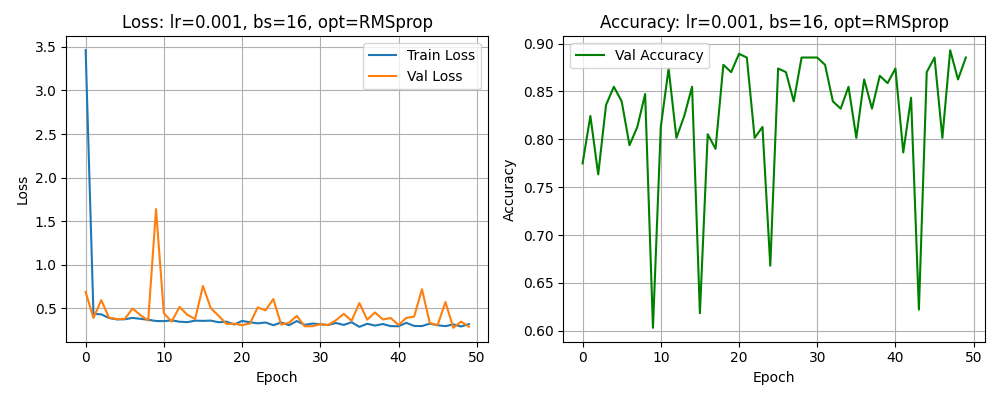 Loss: lr=0.001, bs=16, opt=RMSprop
Train Loss
Val Loss
3.5
3.0
2.5
2.0
1.5
1.0
0.5
Loss
0 10 20 30 40 50
Epoch
Accuracy: lr=0.001, bs=16, opt=RMSprop
Val Accuracy
0.90
0.85
0.80
0.75
0.70
0.65
0.60
Accuracy
0 10 20 30 40 50
Epoch